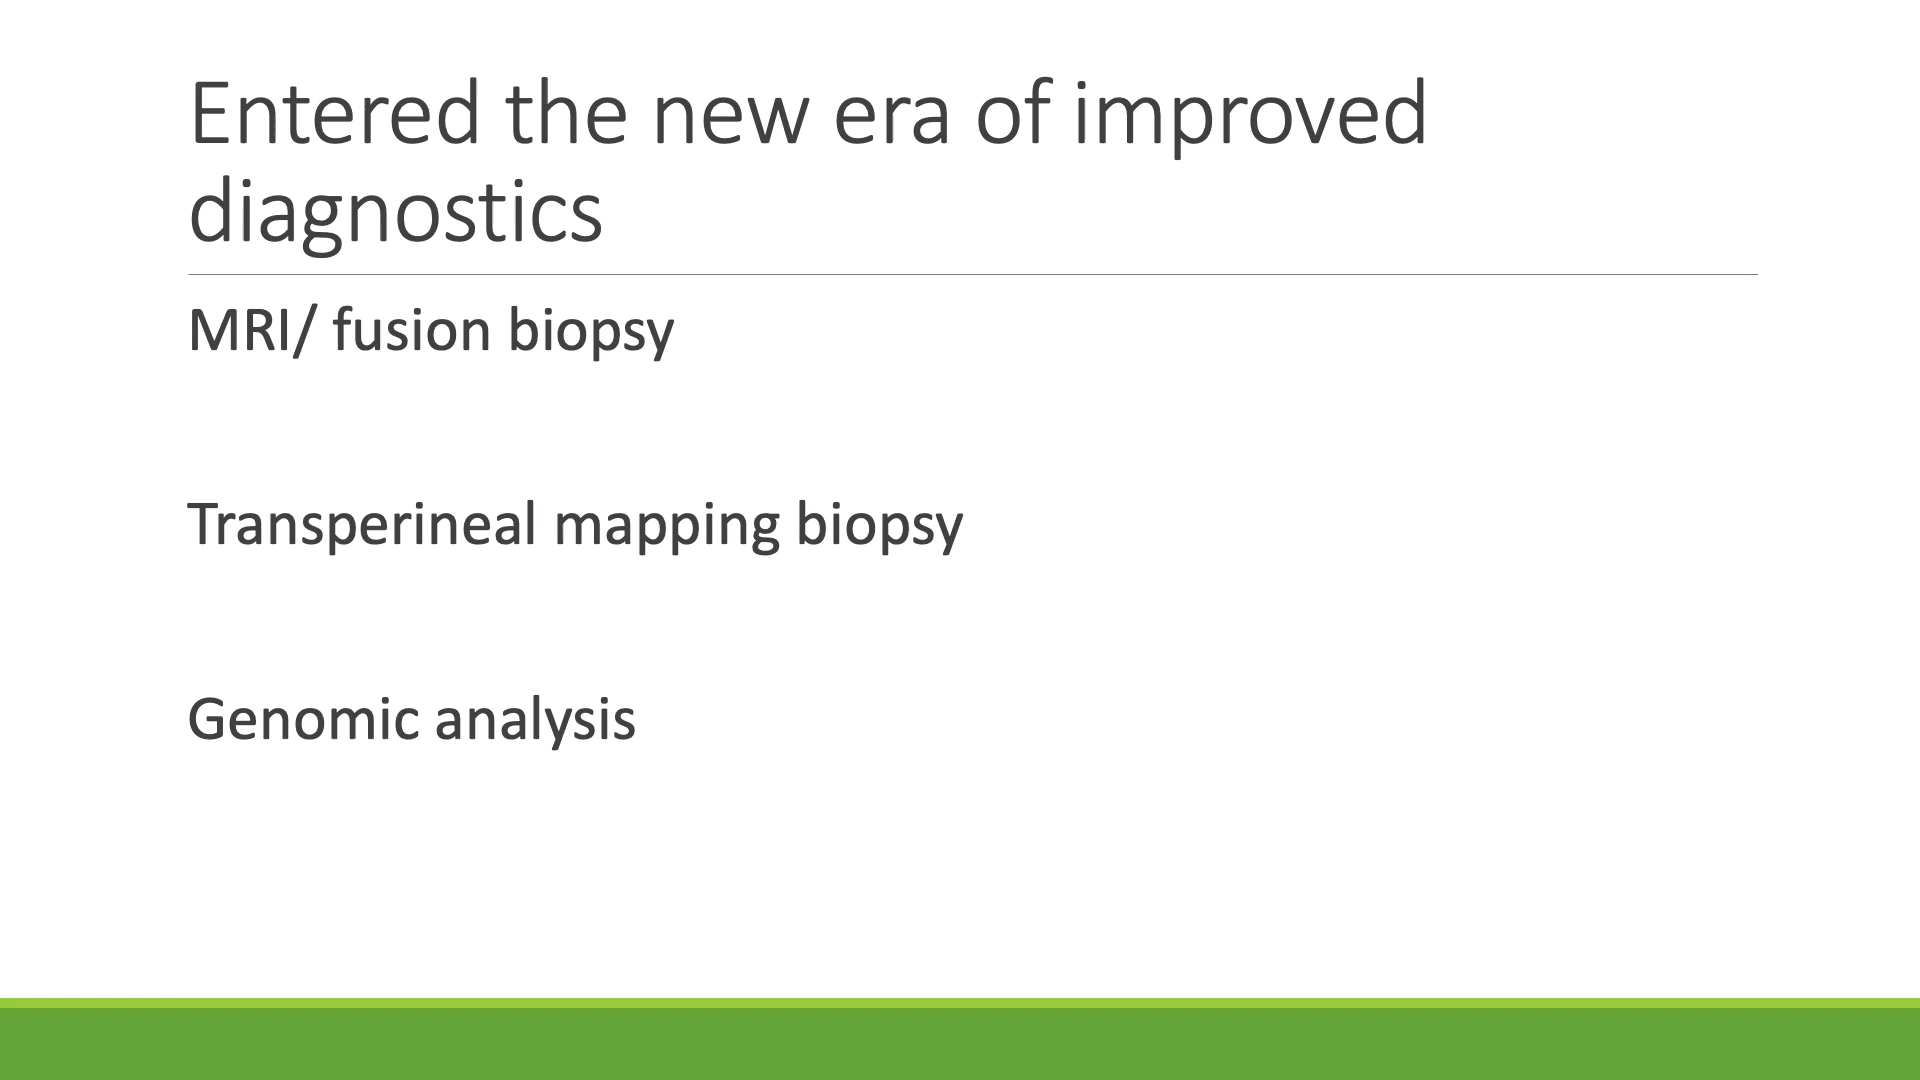 Entered the new era of improved
diagnostics
MRI/ fusion biopsy
Transperineal mapping biopsy
Genomic analysis